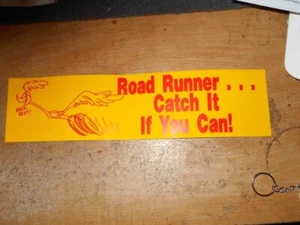 Road Runner . . .
Catch It
If You Can!